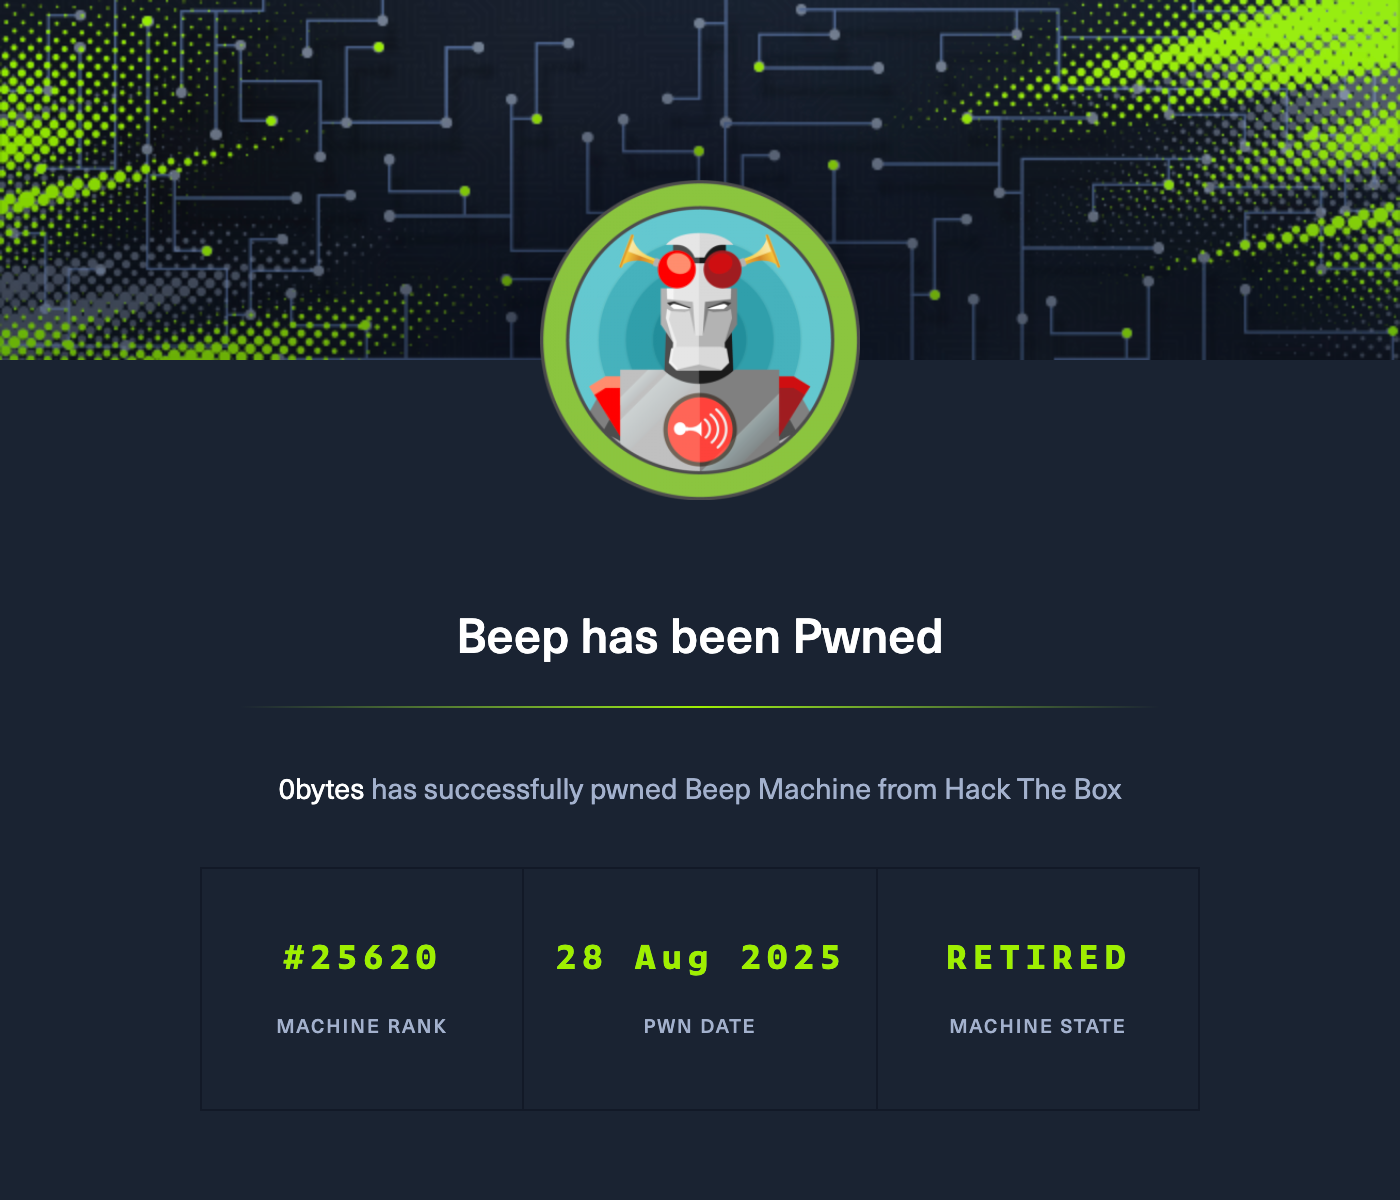 Beep has been Pwned
0bytes has successfully pwned Beep Machine from Hack The Box
#25620
28 Aug 2025
RETIRED
MACHINE RANK
PWN DATE
MACHINE STATE